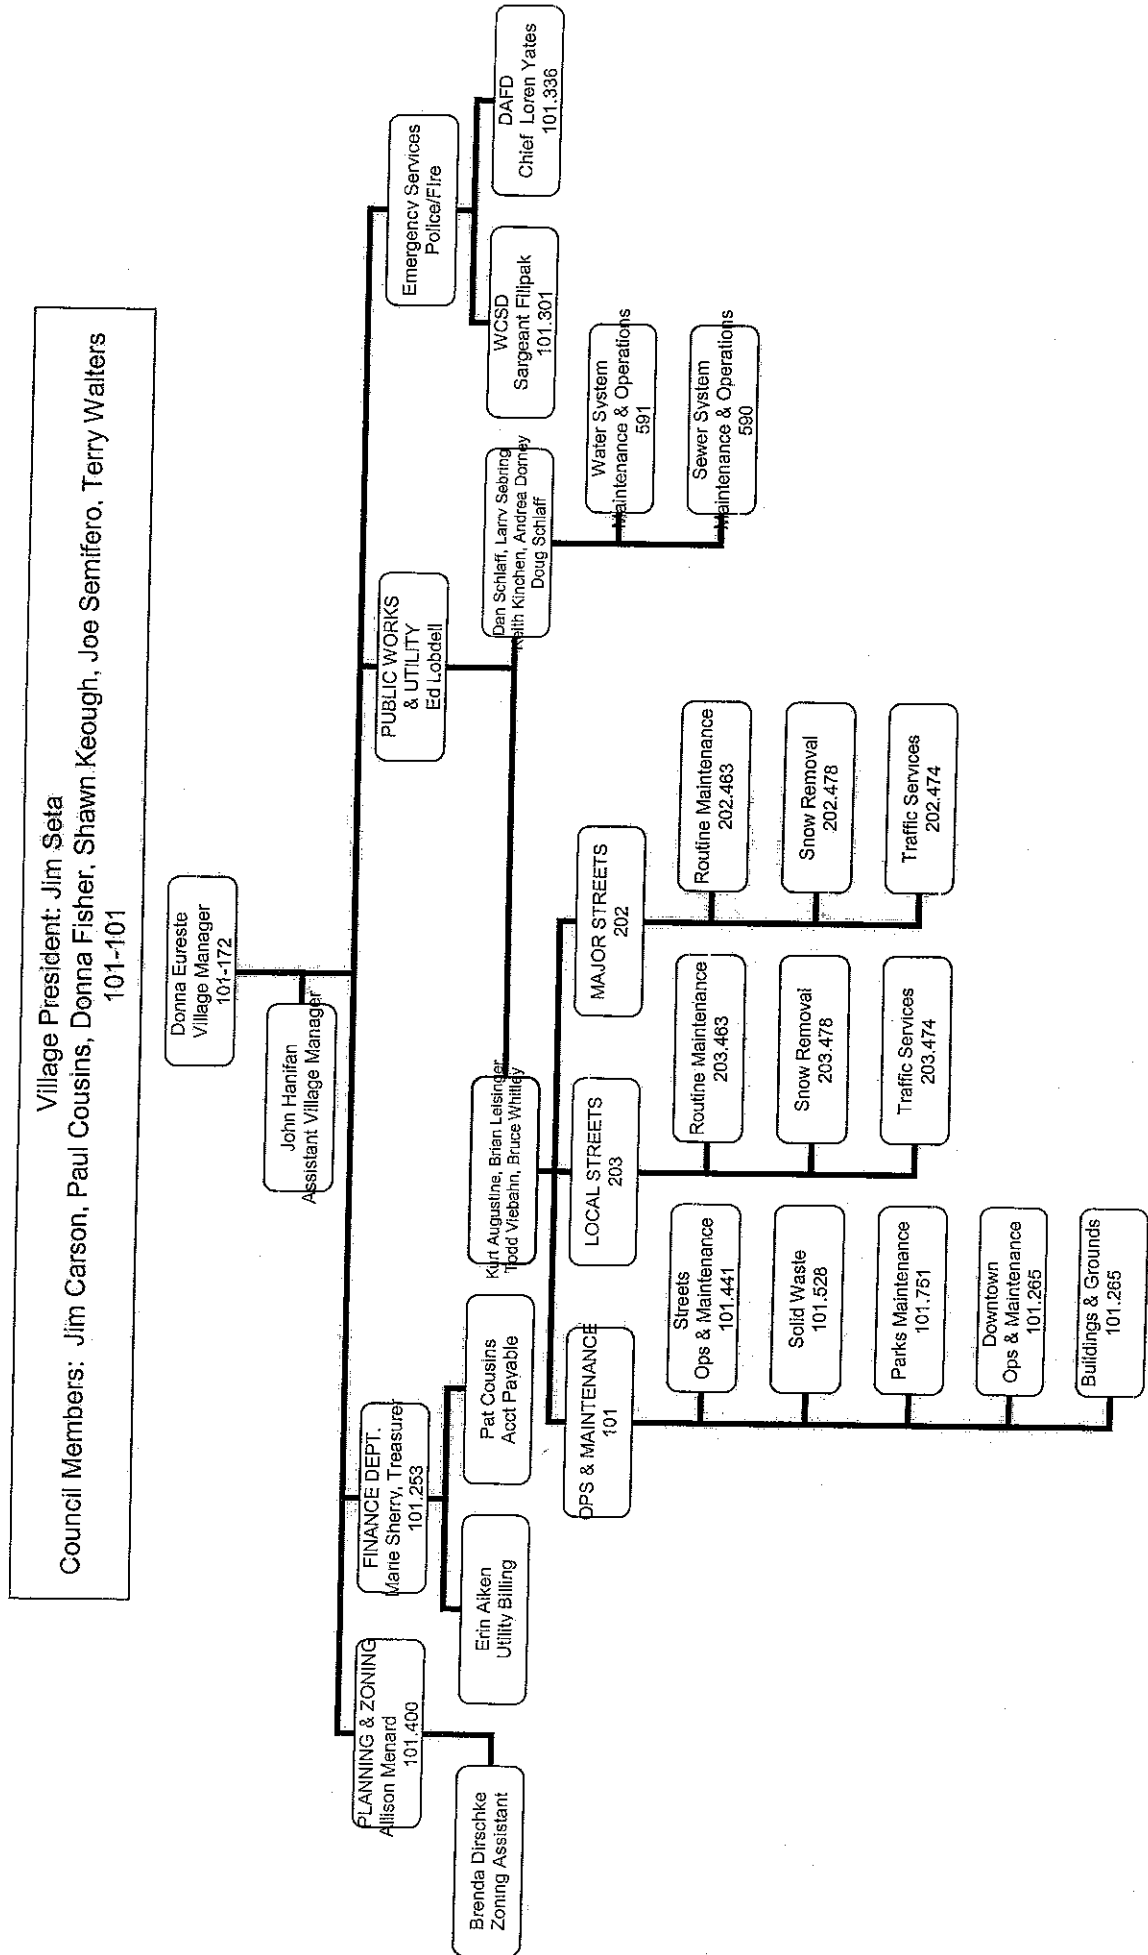 Village President: Jim Seta
Council Members: Jim Carson, Paul Cousins, Donna Fisher, Shawn Keough, Joe Semifero, Terry Walters
101-101
Donna Eureste
Village Manager
101-172
John Hanifan
Assistant Village Manager
PLANNING & ZONING
Allison Menard
101.400
Brenda Dirschke
Zoning Assistant
FINANCE DEPT.
Marie Sherry, Treasurer
101.253
Erin Aiken
Utility Billing
Pat Cousins
Acct Payable
PUBLIC WORKS
& UTILITY
Ed Lobdell
Kurt Augustine, Brian Leisinger
Todd Viebahn, Bruce Whitley
OPS & MAINTENANCE
101
Streets
Ops & Maintenance
101.441
Solid Waste
101.528
Parks Maintenance
101.751
Downtown
Ops & Maintenance
101.265
Buildings & Grounds
101.265
LOCAL STREETS
203
Routine Maintenance
203.463
Snow Removal
203.478
Traffic Services
203.474
MAJOR STREETS
202
Routine Maintenance
202.463
Snow Removal
202.478
Traffic Services
202.474
Dan Schlaff, Larry Sebring
Keith Kinchen, Andrea Dorney
Doug Schlaff
Water System
Maintenance & Operations
591
Sewer System
Maintenance & Operations
590
Emergency Services
Police/Fire
WCSD
Sargeant Filipak
101.301
DAFD
Chief Loren Yates
101.336